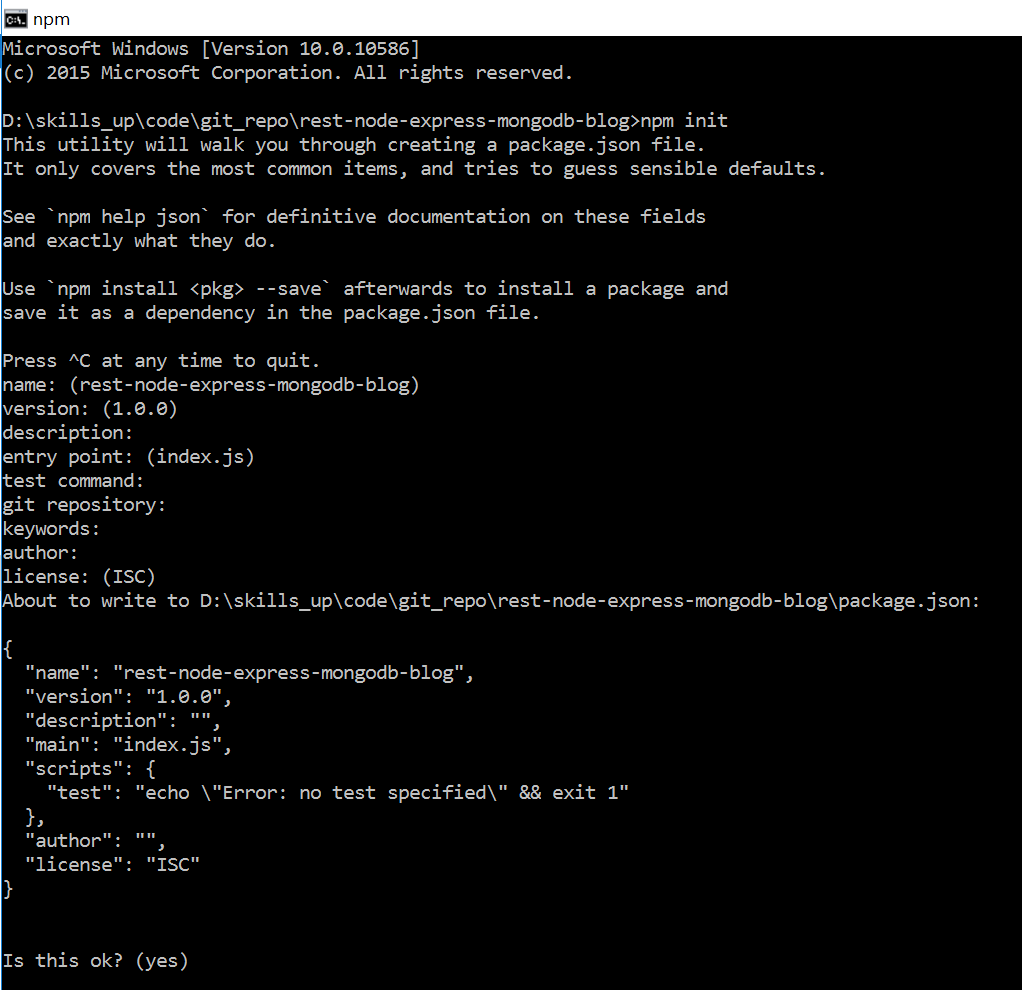 npm
Microsoft Windows [Version 10.0.10586]
(c) 2015 Microsoft Corporation. All rights reserved.
D:\skills_up\code\git_repo\rest-node-express-mongodb-blog>npm init
This utility will walk you through creating a package.json file.
It only covers the most common items, and tries to guess sensible defaults.
See `npm help json` for definitive documentation on these fields
and exactly what they do.
Use `npm install <pkg> --save` afterwards to install a package and
save it as a dependency in the package.json file.
Press ^C at any time to quit.
name: (rest-node-express-mongodb-blog)
version: (1.0.0)
description:
entry point: (index.js)
test command:
git repository:
keywords:
author:
license: (ISC)
About to write to D:\skills_up\code\git_repo\rest-node-express-mongodb-blog\package.json:
{
  "name": "rest-node-express-mongodb-blog",
  "version": "1.0.0",
  "description": "",
  "main": "index.js",
  "scripts": {
    "test": "echo \"Error: no test specified\" && exit 1"
  },
  "author": "",
  "license": "ISC"
}
Is this ok? (yes)